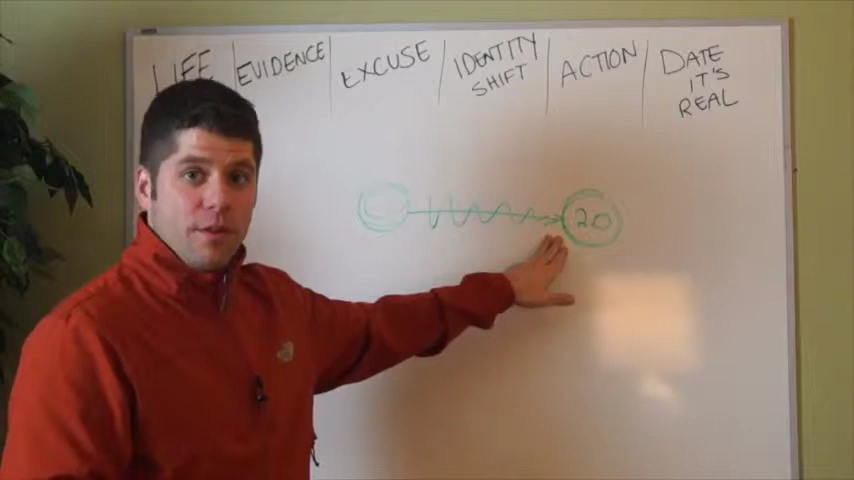 LIFE
EVIDENCE
EXCUSE
IDENTITY
SHIFT
ACTION
DATE
IT'S
REAL
20